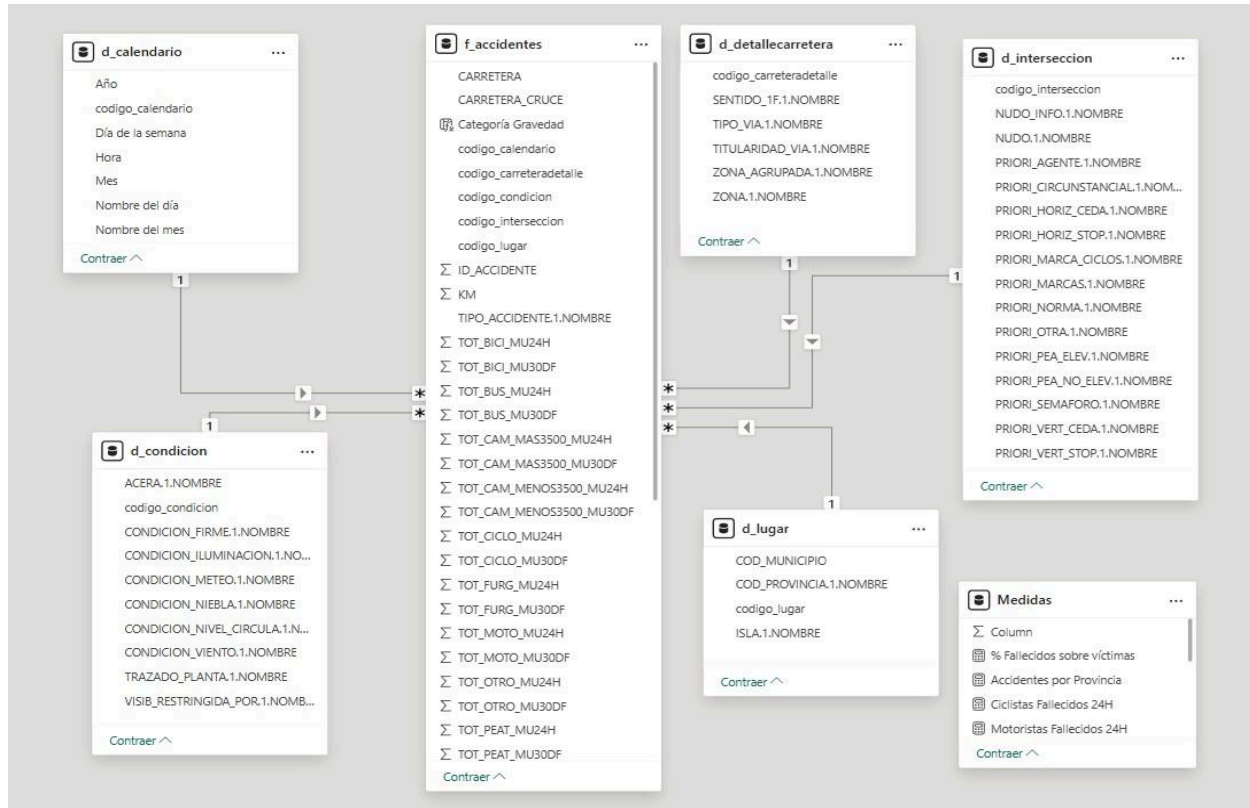 d_calendario
...
Año
codigo_calendario
Día de la semana
Hora
Mes
Nombre del día
Nombre del mes
Contraer
f_accidentes
...
CARRETERA
CARRETERA_CRUCE
Categoría Gravedad
codigo_calendario
codigo_carreteradetalle
codigo_condicion
codigo_interseccion
codigo_lugar
Σ ID_ACCIDENTE
Σ KM
TIPO_ACCIDENTE.1.NOMBRE
Σ TOT_BICI_MU24H
Σ TOT_BICI_MU30DF
Σ TOT_BUS_MU24H
Σ TOT_BUS_MU30DF
Σ TOT_CAM_MAS3500_MU24H
Σ TOT_CAM_MAS3500_MU30DF
Σ TOT_CAM_MENOS3500_MU24H
Σ TOT_CAM_MENOS3500_MU30DF
Σ TOT_CICLO_MU24H
Σ TOT_CICLO_MU30DF
Σ TOT_FURG_MU24H
Σ TOT_FURG_MU30DF
Σ TOT_MOTO_MU24H
Σ TOT_MOTO_MU30DF
Σ TOT_OTRO_MU24H
Σ TOT_OTRO_MU30DF
Σ TOT_PEAT_MU24H
Σ TOT_PEAT_MU30DF
Contraer
d_detallecarretera
...
codigo_carreteradetalle
SENTIDO_1F.1.NOMBRE
TIPO_VIA.1.NOMBRE
TITULARIDAD_VIA.1.NOMBRE
ZONA_AGRUPADA.1.NOMBRE
ZONA.1.NOMBRE
Contraer
d_interseccion
...
codigo_interseccion
NUDO_INFO.1.NOMBRE
NUDO.1.NOMBRE
PRIORI_AGENTE.1.NOMBRE
PRIORI_CIRCUNSTANCIAL.1.NOM...
PRIORI_HORIZ_CEDA.1.NOMBRE
PRIORI_HORIZ_STOP.1.NOMBRE
PRIORI_MARCA_CICLOS.1.NOMBRE
PRIORI_MARCAS.1.NOMBRE
PRIORI_NORMA.1.NOMBRE
PRIORI_OTRA.1.NOMBRE
PRIORI_PEA_ELEV.1.NOMBRE
PRIORI_PEA_NO_ELEV.1.NOMBRE
PRIORI_SEMAFORO.1.NOMBRE
PRIORI_VERT_CEDA.1.NOMBRE
PRIORI_VERT_STOP.1.NOMBRE
Contraer
1
1
1
*
*
*
*
*
1
1
d_condicion
...
ACERA.1.NOMBRE
codigo_condicion
CONDICION_FIRME.1.NOMBRE
CONDICION_ILUMINACION.1.NO...
CONDICION_METEO.1.NOMBRE
CONDICION_NIEBLA.1.NOMBRE
CONDICION_NIVEL_CIRCULA.1.N...
CONDICION_VIENTO.1.NOMBRE
TRAZADO_PLANTA.1.NOMBRE
VISIB_RESTRINGIDA_POR.1.NOMB...
Contraer
d_lugar
...
COD_MUNICIPIO
COD_PROVINCIA.1.NOMBRE
codigo_lugar
ISLA.1.NOMBRE
Contraer
Medidas
...
Σ Column
% Fallecidos sobre víctimas
Accidentes por Provincia
Ciclistas Fallecidos 24H
Motoristas Fallecidos 24H
Contraer